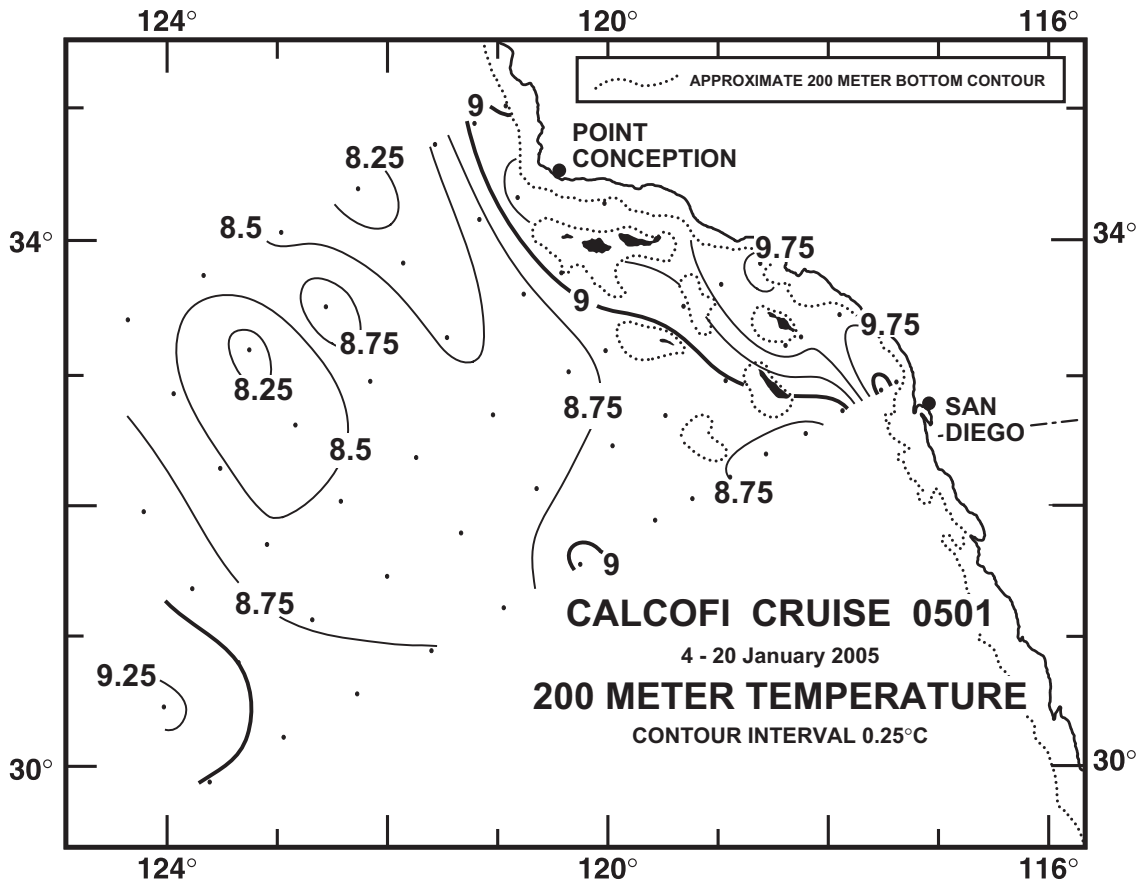 124°
120°
116°
APPROXIMATE 200 METER BOTTOM CONTOUR
9
POINT
CONCEPTION
8.25
8.5
34°
34°
9.75
9
9.75
8.75
8.25
8.75
SAN
DIEGO
8.5
8.75
9
8.75
CALCOFI CRUISE 0501
4 - 20 January 2005
9.25
200 METER TEMPERATURE
CONTOUR INTERVAL 0.25°C
30°
30°
124°
120°
116°